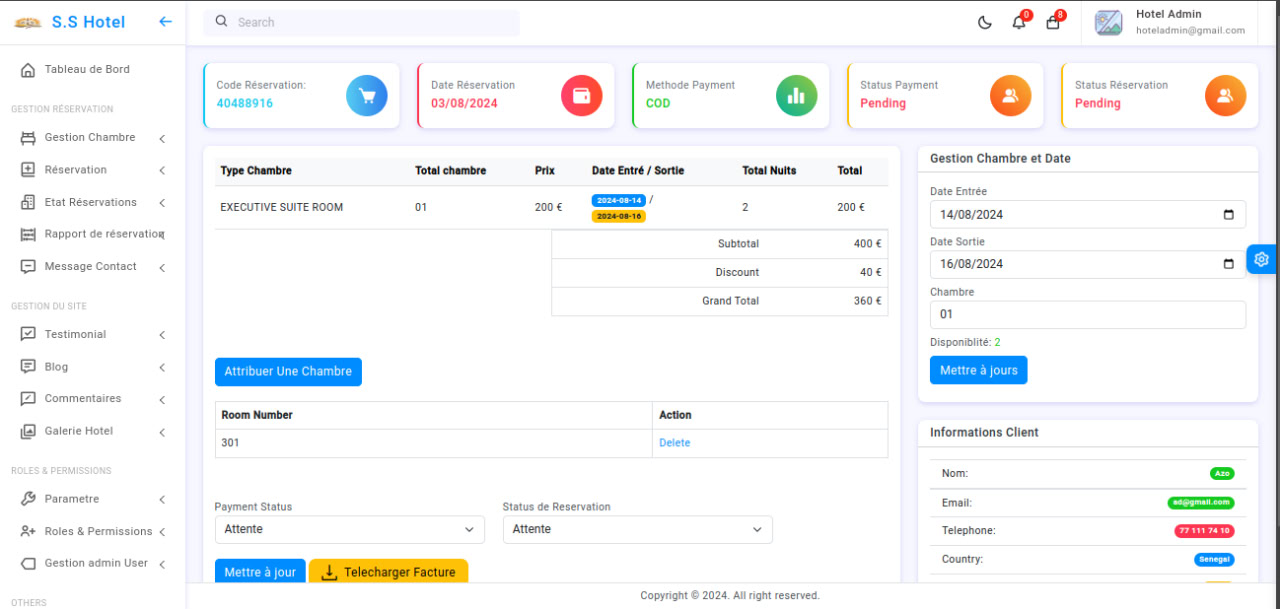 S.S Hotel
Search
0
8
Hotel Admin
hoteladmin@gmail.com
Tableau de Bord
GESTION RÉSERVATION
Gestion Chambre
Réservation
Etat Réservations
Rapport de réservation
Message Contact
GESTION DU SITE
Testimonial
Blog
Commentaires
Galerie Hotel
ROLES & PERMISSIONS
Parametre
Roles & Permissions
Gestion admin User
OTHERS
Code Réservation:
40488916
Date Réservation
03/08/2024
Methode Payment
COD
Status Payment
Pending
Status Réservation
Pending
Type Chambre Total chambre Prix Date Entré / Sortie Total Nuits Total
EXECUTIVE SUITE ROOM 01 200 € 2024-08-14 / 2 200 €
2024-08-16
Subtotal 400 €
Discount 40 €
Grand Total 360 €
Attribuer Une Chambre
Room Number Action
301 Delete
Payment Status Status de Reservation
Attente Attente
Mettre à jour Telecharger Facture
Gestion Chambre et Date
Date Entrée
14/08/2024
Date Sortie
16/08/2024
Chambre
01
Disponiblité: 2
Mettre à jours
Informations Client
Nom: Azo
Email: ad@gmail.com
Telephone: 77 111 74 10
Country: Senegal
Copyright © 2024. All right reserved.